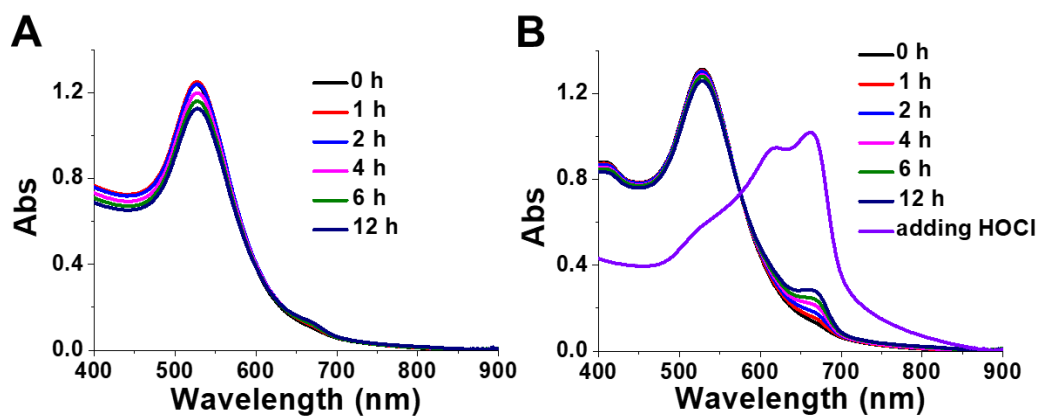 A
Abs
1.2
0.8
0.4
0.0
400 500 600 700 800 900
Wavelength (nm)
0 h
1 h
2 h
4 h
6 h
12 h
B
Abs
1.2
0.8
0.4
0.0
400 500 600 700 800 900
Wavelength (nm)
0 h
1 h
2 h
4 h
6 h
12 h
adding HOCl